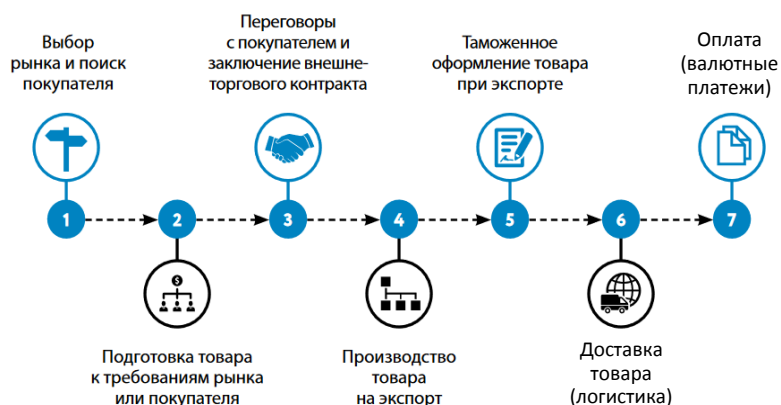 Выбор
рынка и поиск
покупателя
Переговоры
с покупателем и
заключение внешне-
торгового контракта
Таможенное
оформление товара
при экспорте
Оплата
(валютные
платежи)
1
2
3
4
5
6
7
$
Подготовка товара
к требованиям рынка
или покупателя
Производство
товара
на экспорт
Доставка
товара
(логистика)